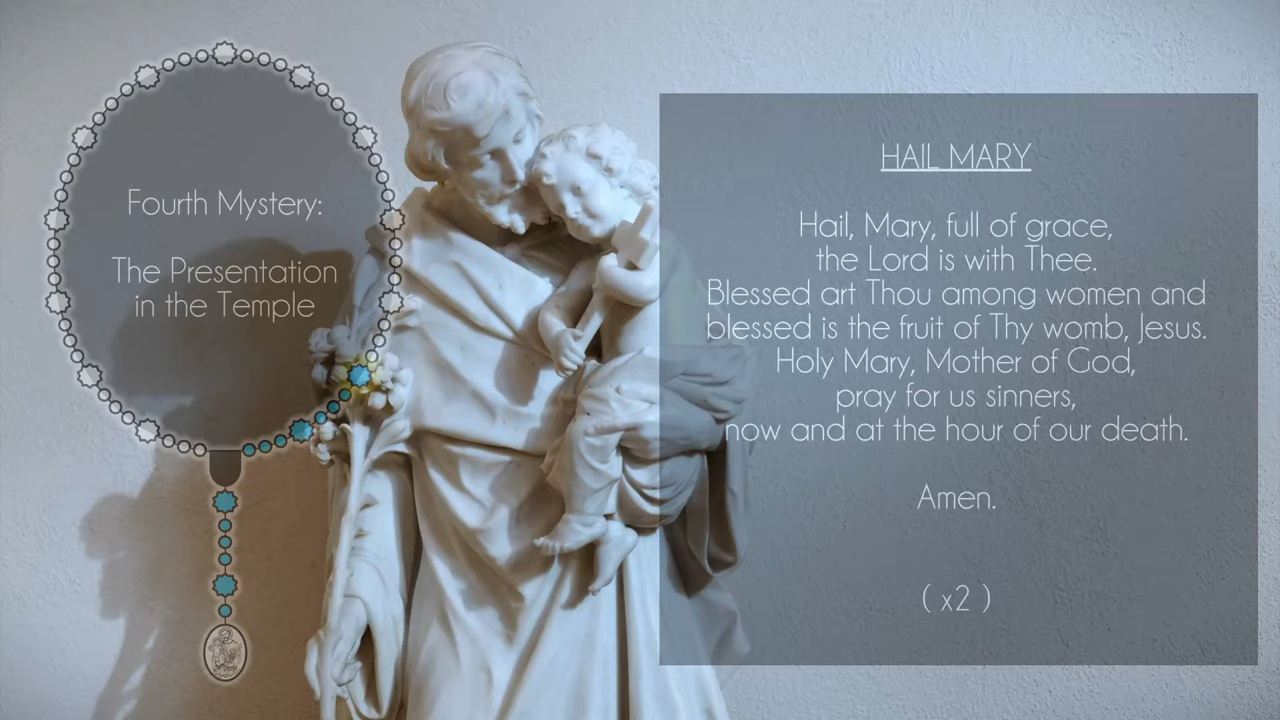 Fourth Mystery:
The Presentation
in the Temple
HAIL MARY
Hail, Mary, full of grace,
the Lord is with Thee.
Blessed art Thou among women and
blessed is the fruit of Thy womb, Jesus.
Holy Mary, Mother of God,
pray for us sinners,
now and at the hour of our death.
Amen.
( x2 )